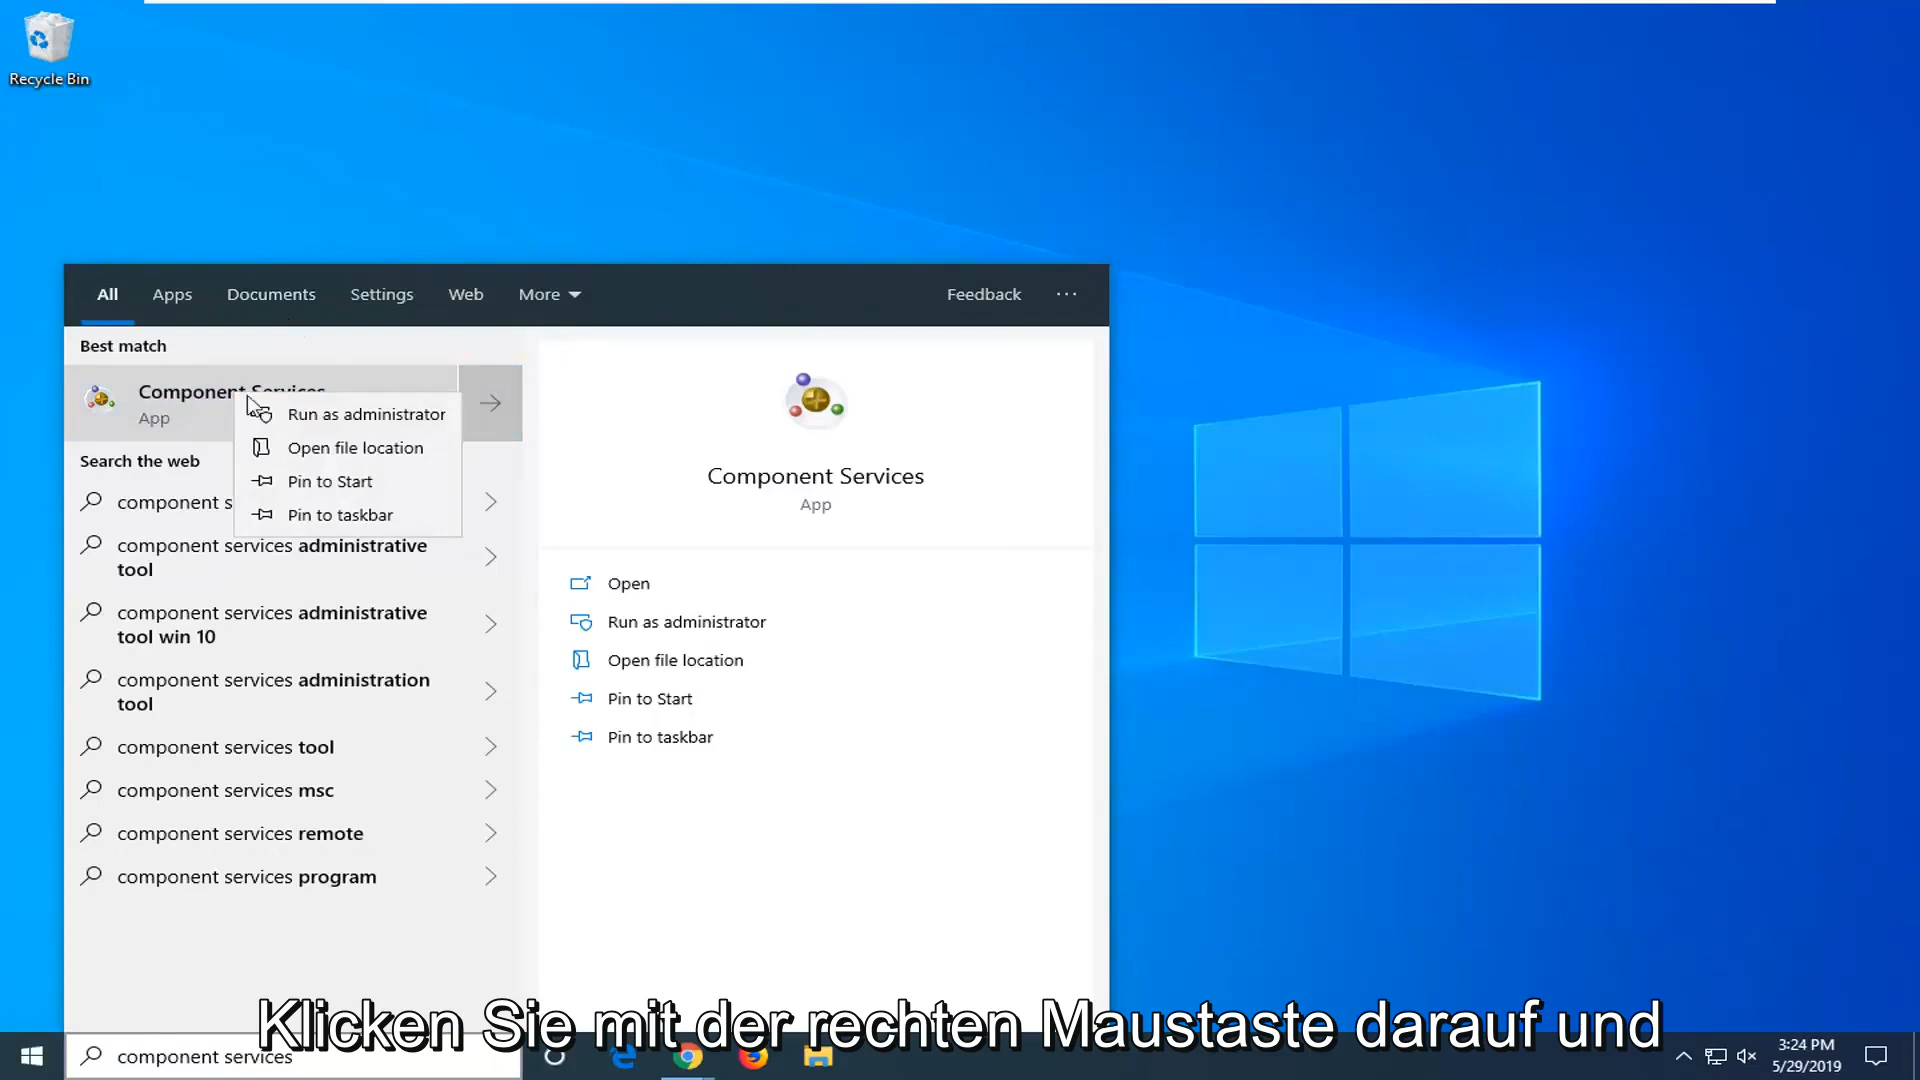 Recycle Bin
All Apps Documents Settings Web More Feedback
Best match
Component Services
App
Run as administrator
Open file location
Pin to Start
Pin to taskbar
Search the web
component s
component services administrative
tool
component services administrative
tool win 10
component services administration
tool
component services tool
component services msc
component services remote
component services program
Component Services
App
Open
Run as administrator
Open file location
Pin to Start
Pin to taskbar
Klicken Sie mit der rechten Maustaste darauf und
component services
3:24 PM
5/29/2019